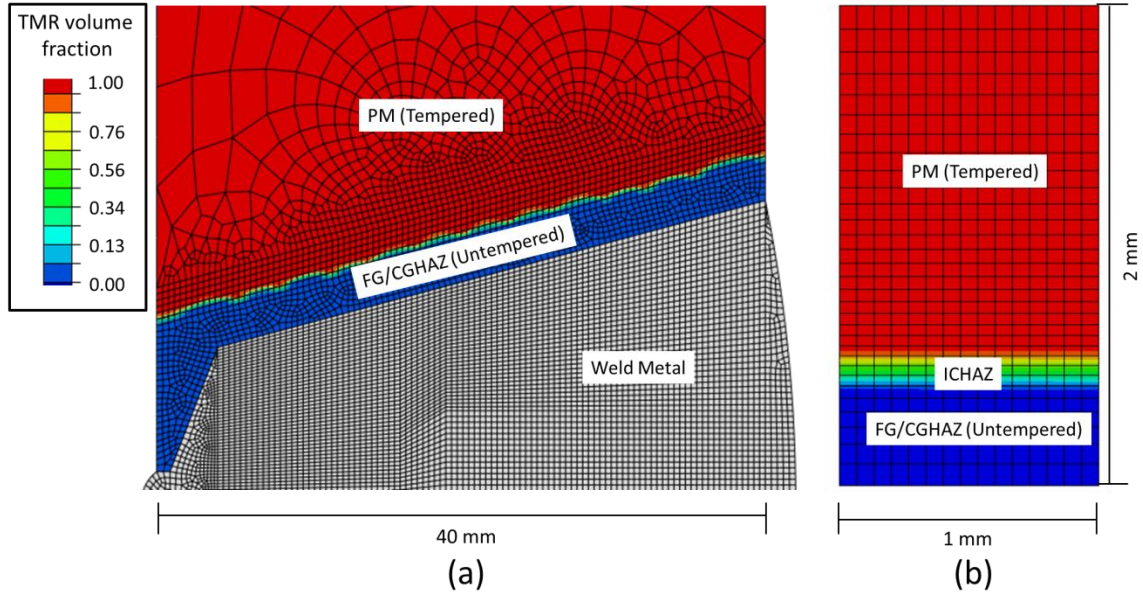 TMR volume
fraction
1.00
0.76
0.56
0.34
0.13
0.00
PM (Tempered)
FG/CGHAZ (Untempered)
Weld Metal
40 mm
(a)
PM (Tempered)
ICHAZ
FG/CGHAZ (Untempered)
2 mm
1 mm
(b)